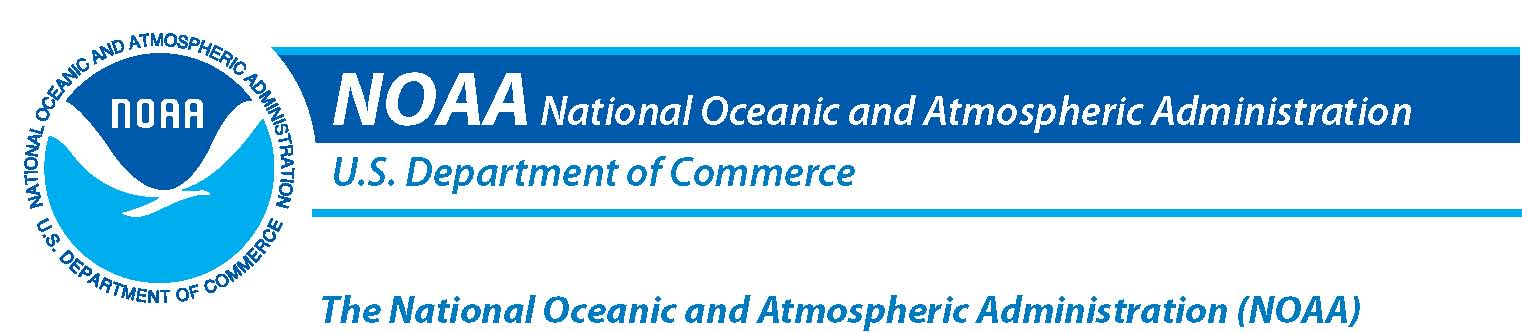 NATIONAL OCEANIC AND ATMOSPHERIC ADMINISTRATION
U.S. DEPARTMENT OF COMMERCE
NOAA
NOAA National Oceanic and Atmospheric Administration
U.S. Department of Commerce
The National Oceanic and Atmospheric Administration (NOAA)